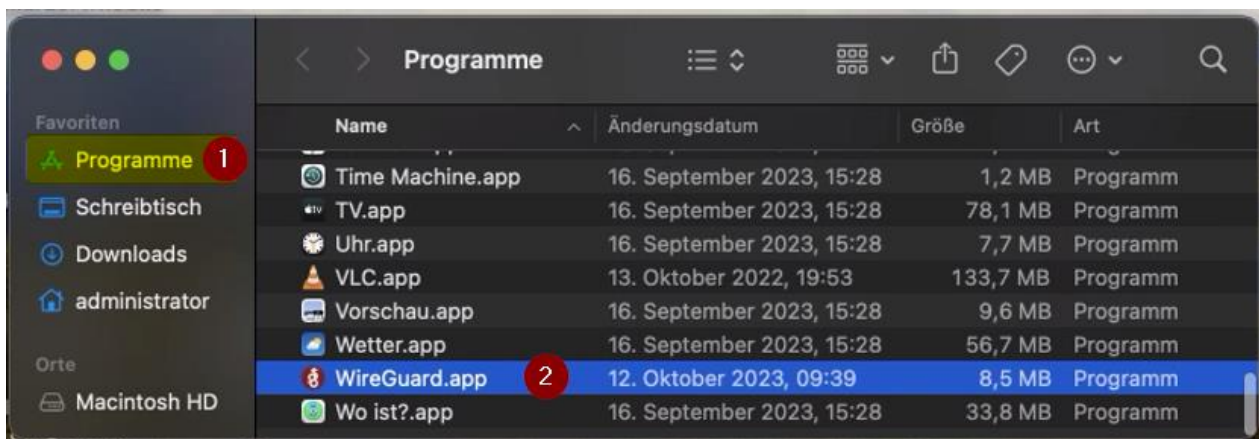 Programme
Favoriten
Programme 1
Schreibtisch
Downloads
administrator
Orte
Macintosh HD
Name Änderungsdatum Größe Art
Time Machine.app 16. September 2023, 15:28 1,2 MB Programm
TV.app 16. September 2023, 15:28 78,1 MB Programm
Uhr.app 16. September 2023, 15:28 7,7 MB Programm
VLC.app 13. Oktober 2022, 19:53 133,7 MB Programm
Vorschau.app 16. September 2023, 15:28 9,6 MB Programm
Wetter.app 16. September 2023, 15:28 56,7 MB Programm
WireGuard.app 2 12. Oktober 2023, 09:39 8,5 MB Programm
Wo ist?.app 16. September 2023, 15:28 33,8 MB Programm